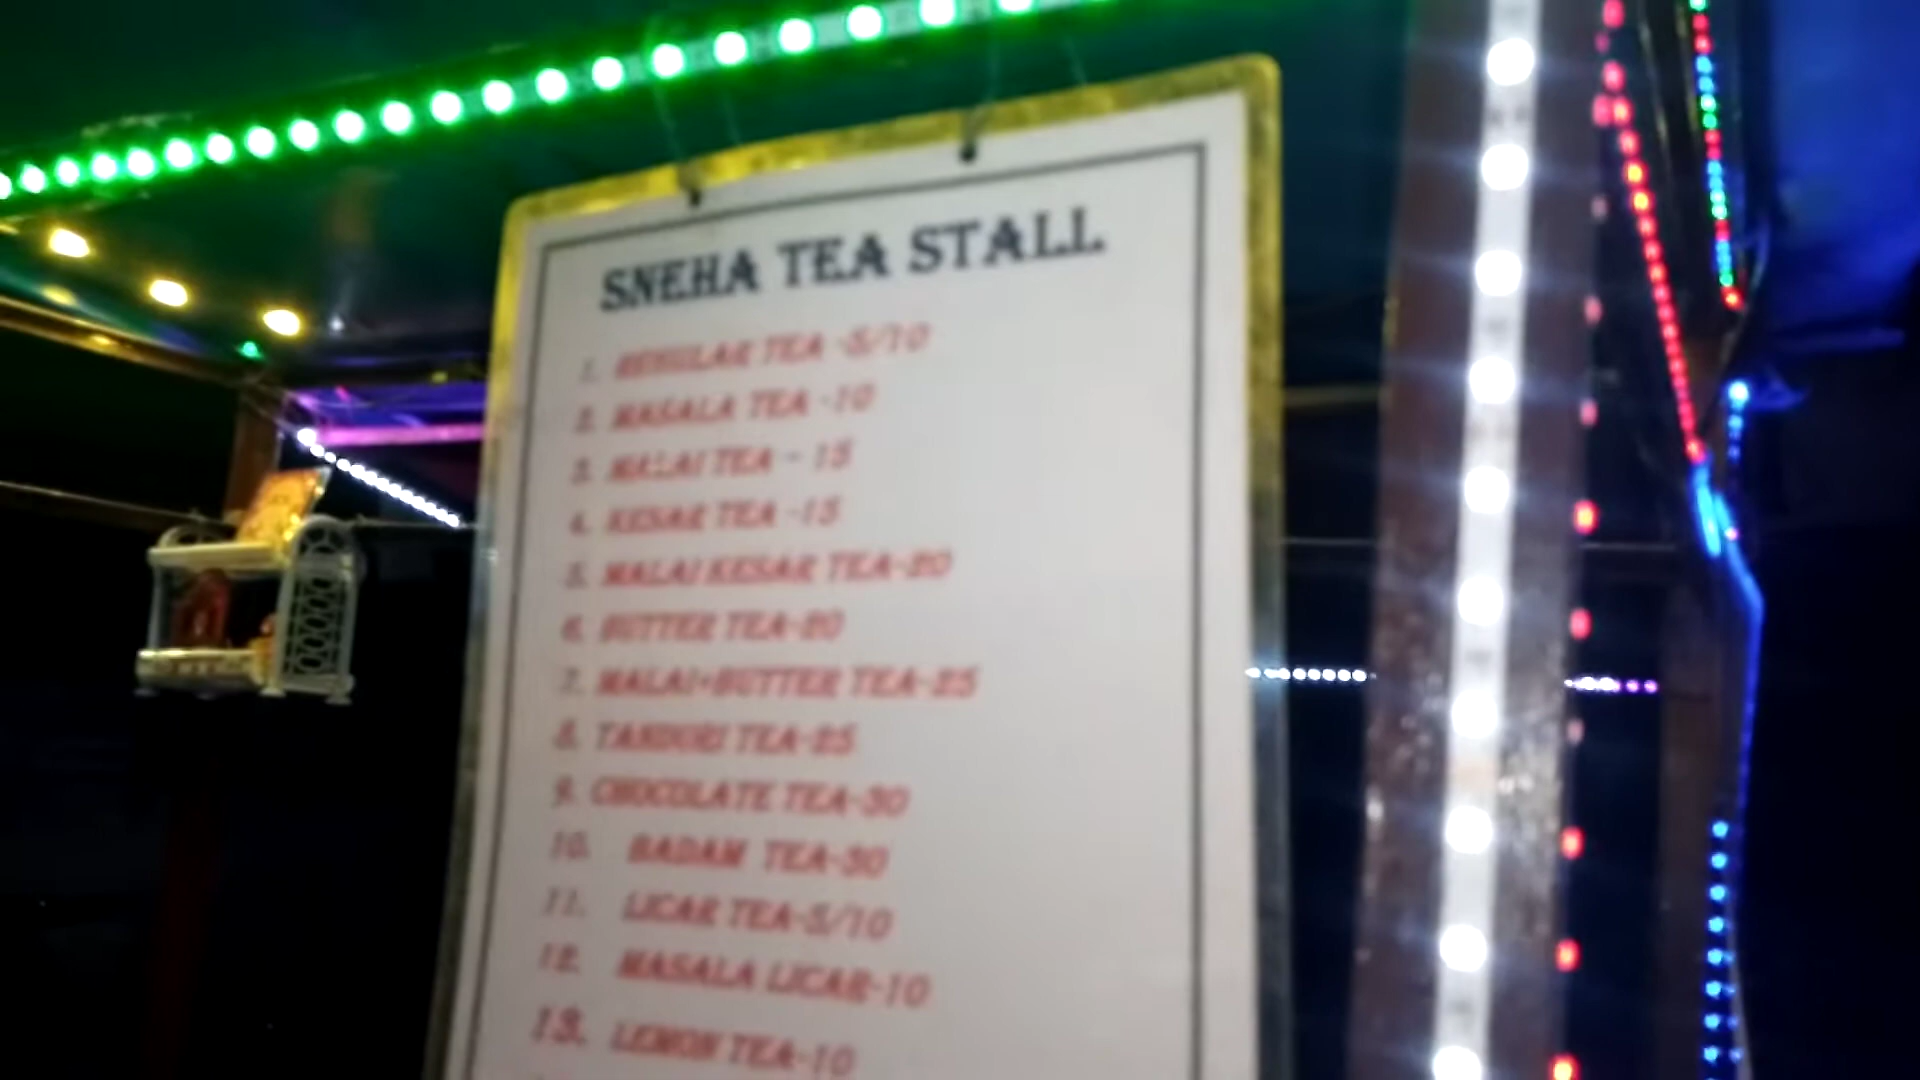 SNEHA TEA STALL
1. REGULAR TEA -5/10
2. MASALA TEA -10
3. MALAI TEA - 15
4. KESAR TEA -15
5. MALAI KESAR TEA-20
6. BUTTER TEA-20
7. MALAI+BUTTER TEA-25
8. TANDURI TEA-25
9. CHOCOLATE TEA-30
10. BADAM TEA-30
11. LICAR TEA-5/10
12. MASALA LICAR-10
13. LEMON TEA-10